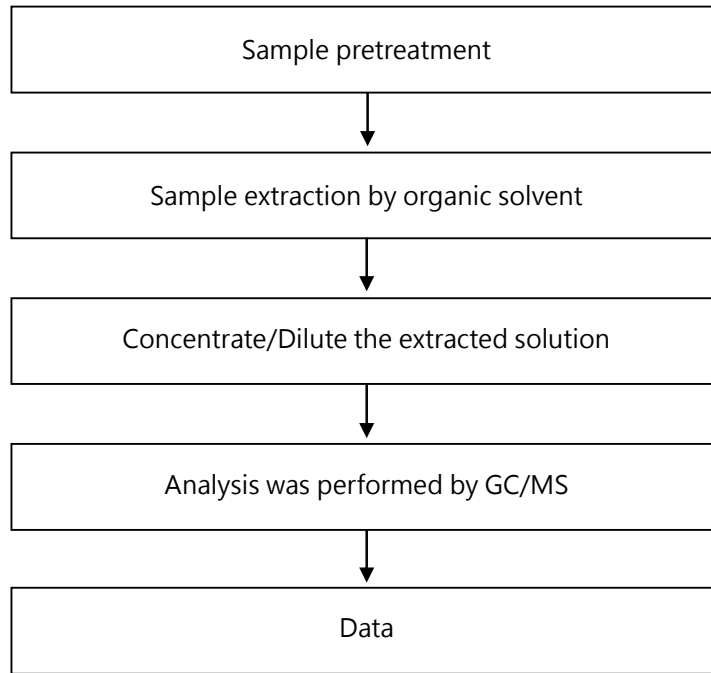 Sample pretreatment
Sample extraction by organic solvent
Concentrate/Dilute the extracted solution
Analysis was performed by GC/MS
Data